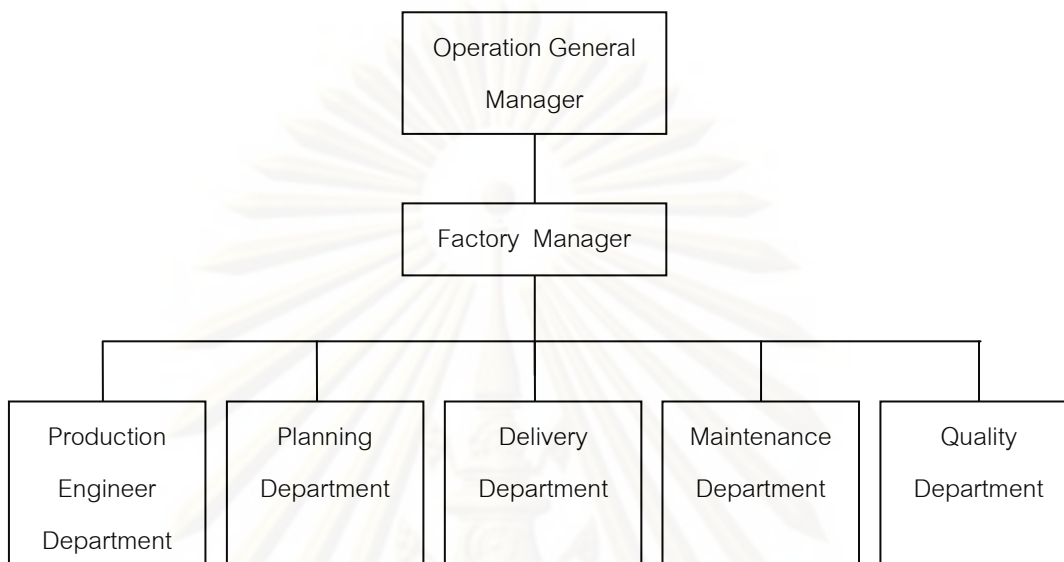 Operation General
Manager
Factory Manager
Production
Engineer
Department
Planning
Department
Delivery
Department
Maintenance
Department
Quality
Department